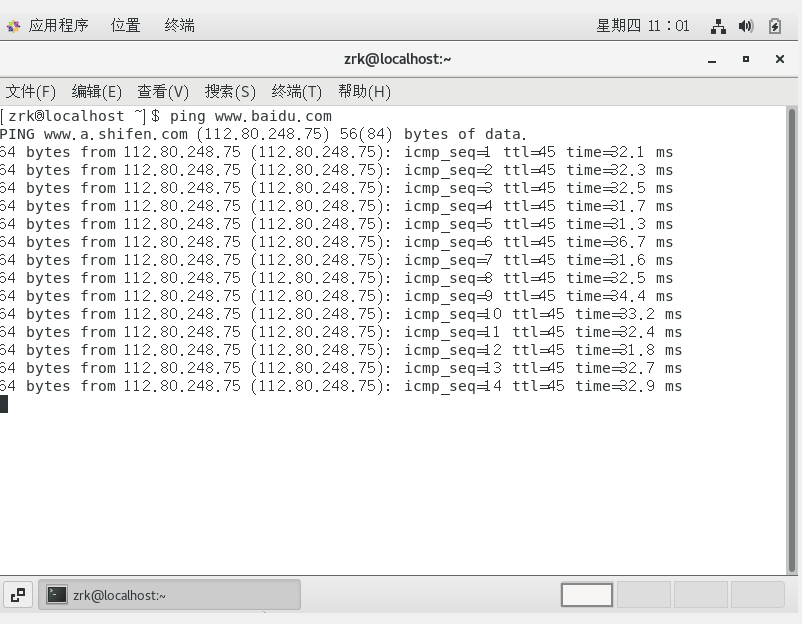 应用程序 位置 终端 星期四 11：01
zrk@localhost:~
文件(F) 编辑(E) 查看(V) 搜索(S) 终端(T) 帮助(H)
[zrk@localhost ~]$ ping www.baidu.com
PING www.a.shifen.com (112.80.248.75) 56(84) bytes of data.
64 bytes from 112.80.248.75 (112.80.248.75): icmp_seq=1 ttl=45 time=32.1 ms
64 bytes from 112.80.248.75 (112.80.248.75): icmp_seq=2 ttl=45 time=32.3 ms
64 bytes from 112.80.248.75 (112.80.248.75): icmp_seq=3 ttl=45 time=32.5 ms
64 bytes from 112.80.248.75 (112.80.248.75): icmp_seq=4 ttl=45 time=31.7 ms
64 bytes from 112.80.248.75 (112.80.248.75): icmp_seq=5 ttl=45 time=31.3 ms
64 bytes from 112.80.248.75 (112.80.248.75): icmp_seq=6 ttl=45 time=36.7 ms
64 bytes from 112.80.248.75 (112.80.248.75): icmp_seq=7 ttl=45 time=31.6 ms
64 bytes from 112.80.248.75 (112.80.248.75): icmp_seq=8 ttl=45 time=32.5 ms
64 bytes from 112.80.248.75 (112.80.248.75): icmp_seq=9 ttl=45 time=34.4 ms
64 bytes from 112.80.248.75 (112.80.248.75): icmp_seq=10 ttl=45 time=33.2 ms
64 bytes from 112.80.248.75 (112.80.248.75): icmp_seq=11 ttl=45 time=32.4 ms
64 bytes from 112.80.248.75 (112.80.248.75): icmp_seq=12 ttl=45 time=31.8 ms
64 bytes from 112.80.248.75 (112.80.248.75): icmp_seq=13 ttl=45 time=32.7 ms
64 bytes from 112.80.248.75 (112.80.248.75): icmp_seq=14 ttl=45 time=32.9 ms
zrk@localhost:~